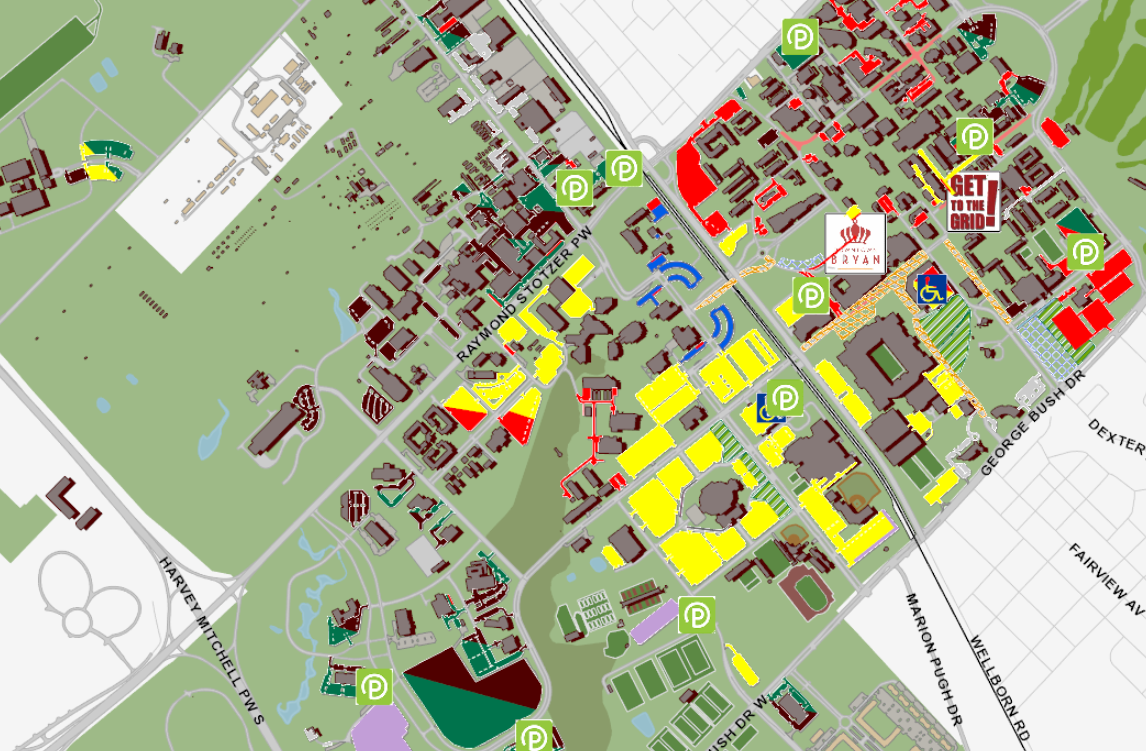 P
P
P
P
P
GET
TO THE
GRID!
BRYAN
P
P
RAYMOND STOTZER PW
P
GEORGE BUSH DR
DEXTER
FAIRVIEW AV
HARVEY MITCHELL PW S
MARION PUGH DR
WELLBORN RD
P
P
P
ISH DR W